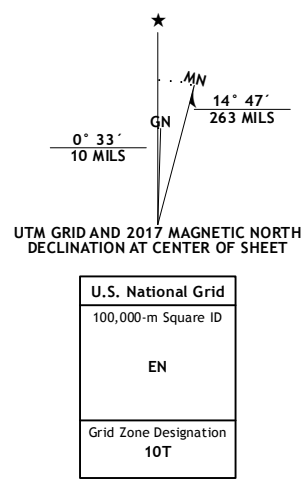 ★
MN
GN
14° 47´
263 MILS
0° 33´
10 MILS
UTM GRID AND 2017 MAGNETIC NORTH
DECLINATION AT CENTER OF SHEET
U.S. National Grid
100,000-m Square ID
EN
Grid Zone Designation
10T